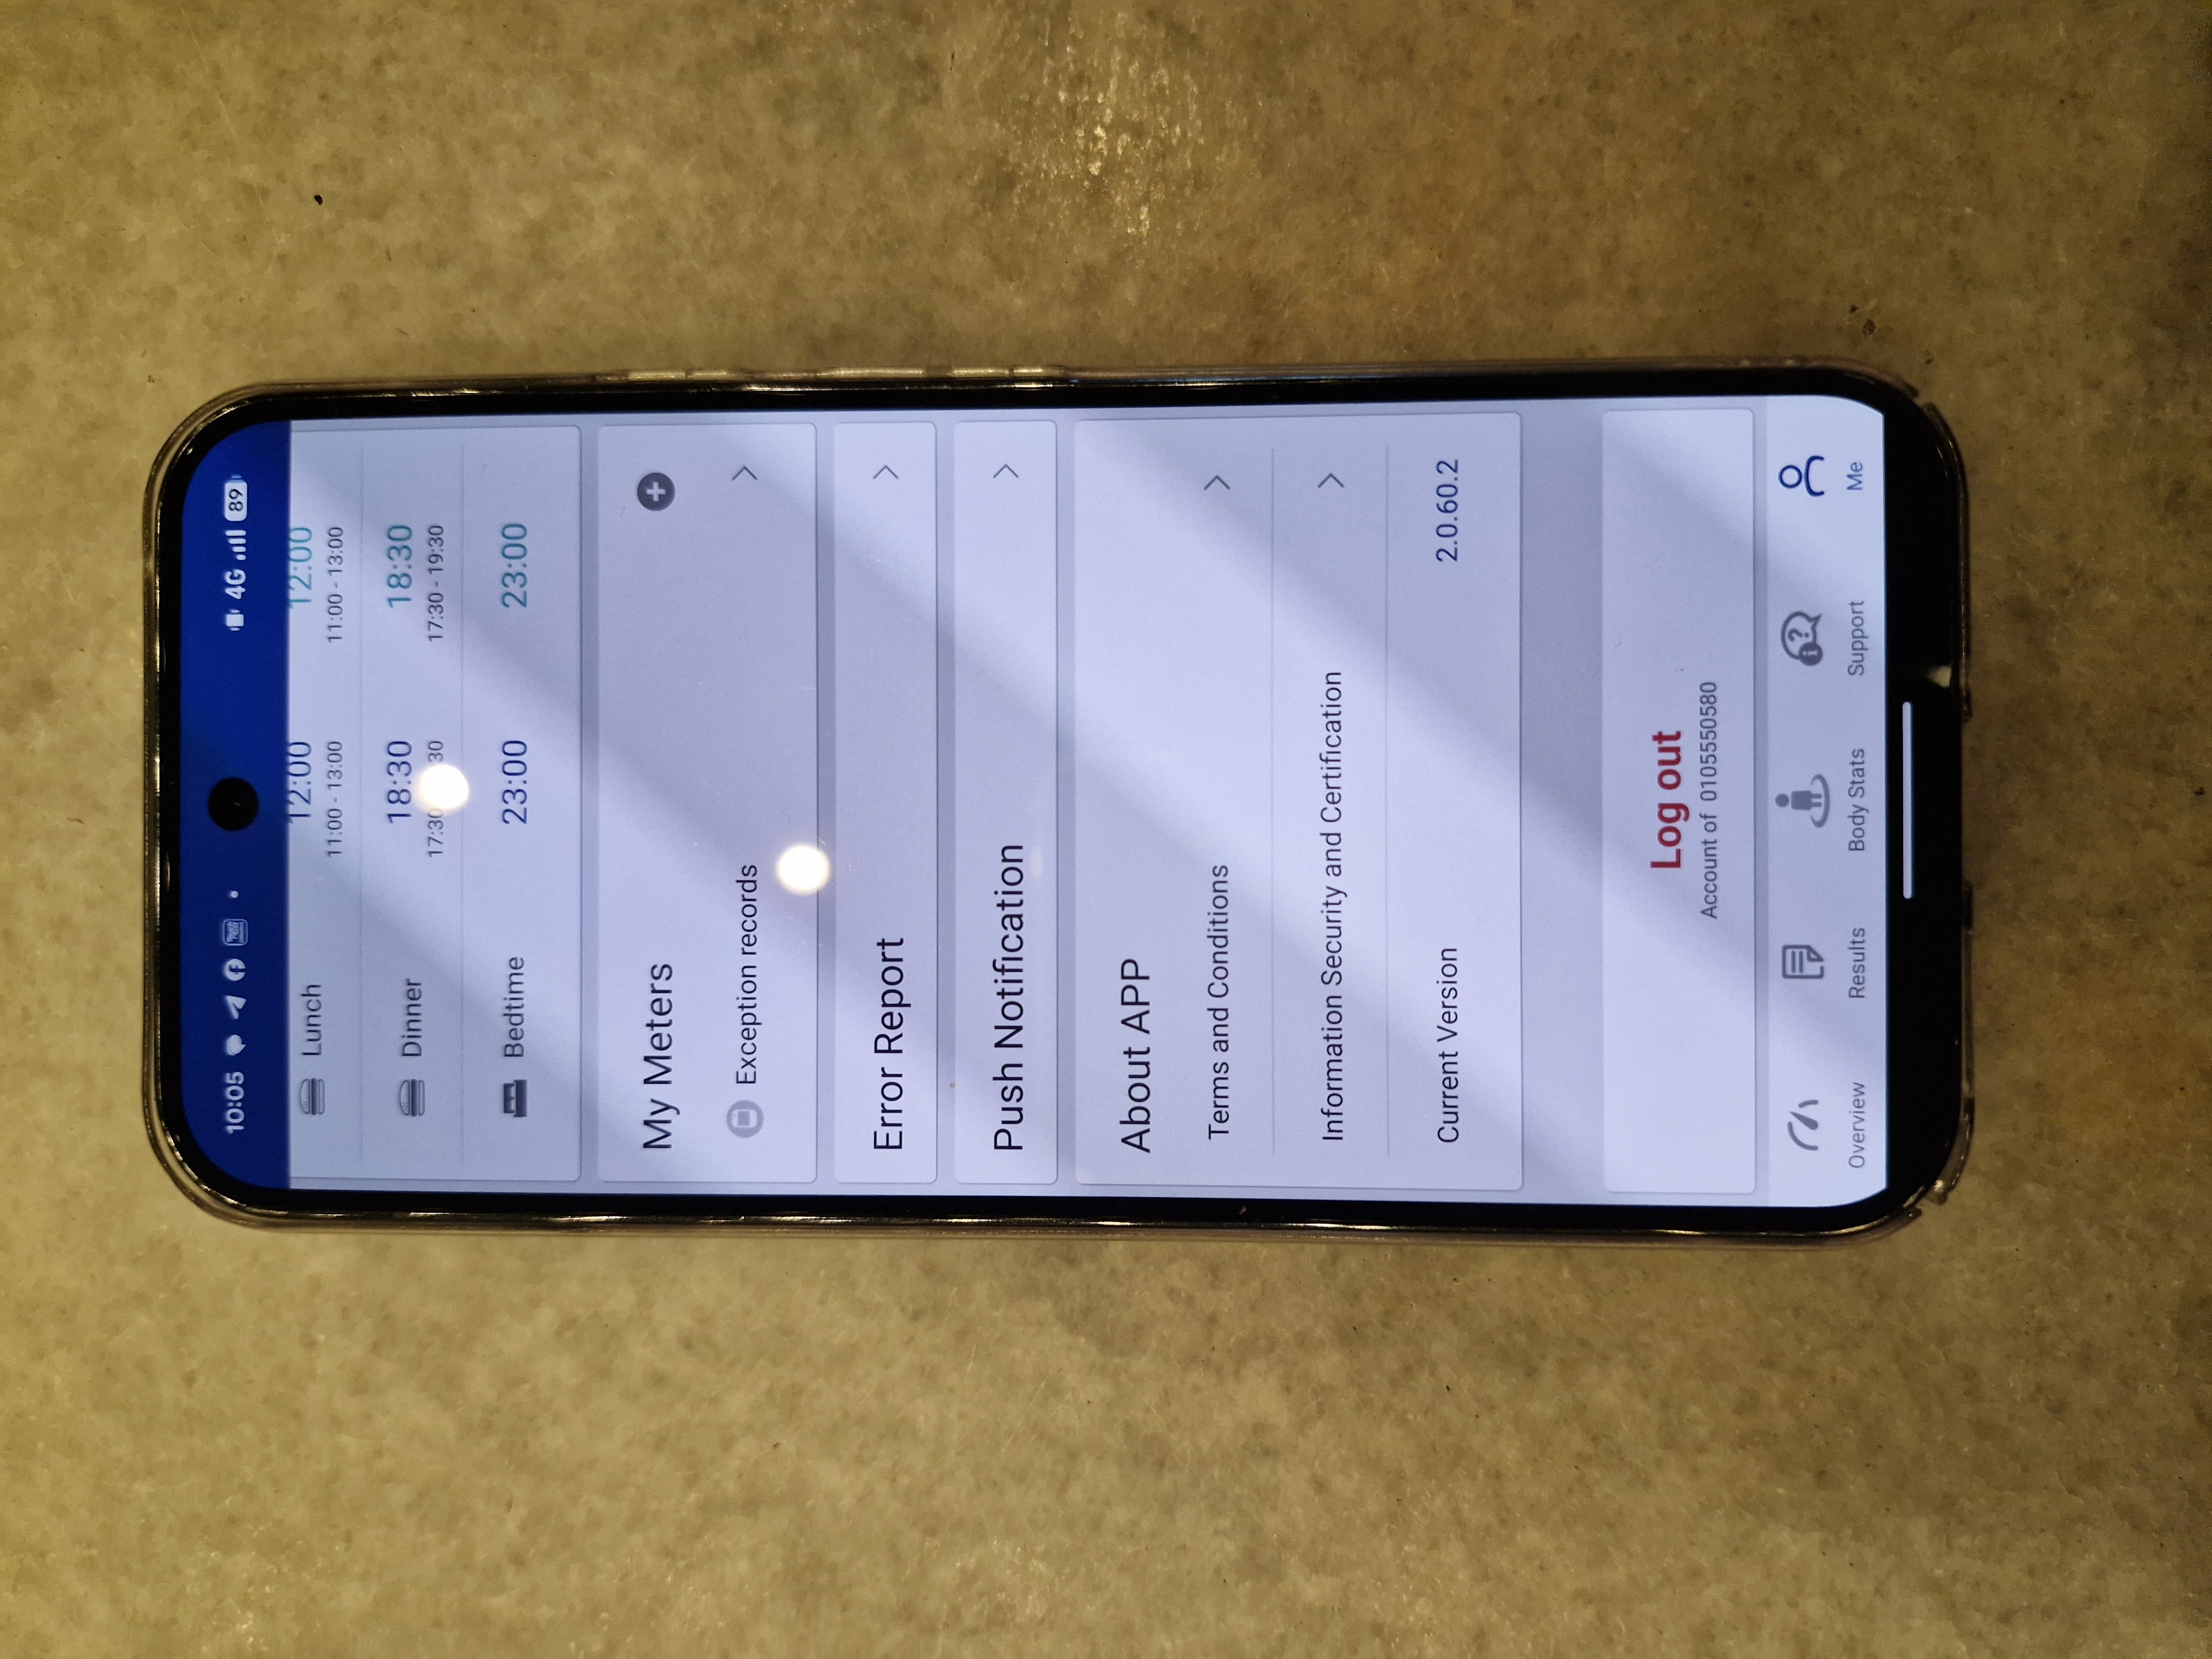 10:05 4G 89
Lunch 12:00 12:00
11:00 - 13:00 11:00 - 13:00
Dinner 18:30 18:30
17:30 30 17:30 - 19:30
Bedtime 23:00 23:00
My Meters
Exception records
Error Report
Push Notification
About APP
Terms and Conditions
Information Security and Certification
Current Version 2.0.60.2
Log out
Account of 0105550580
Overview Results Body Stats Support Me